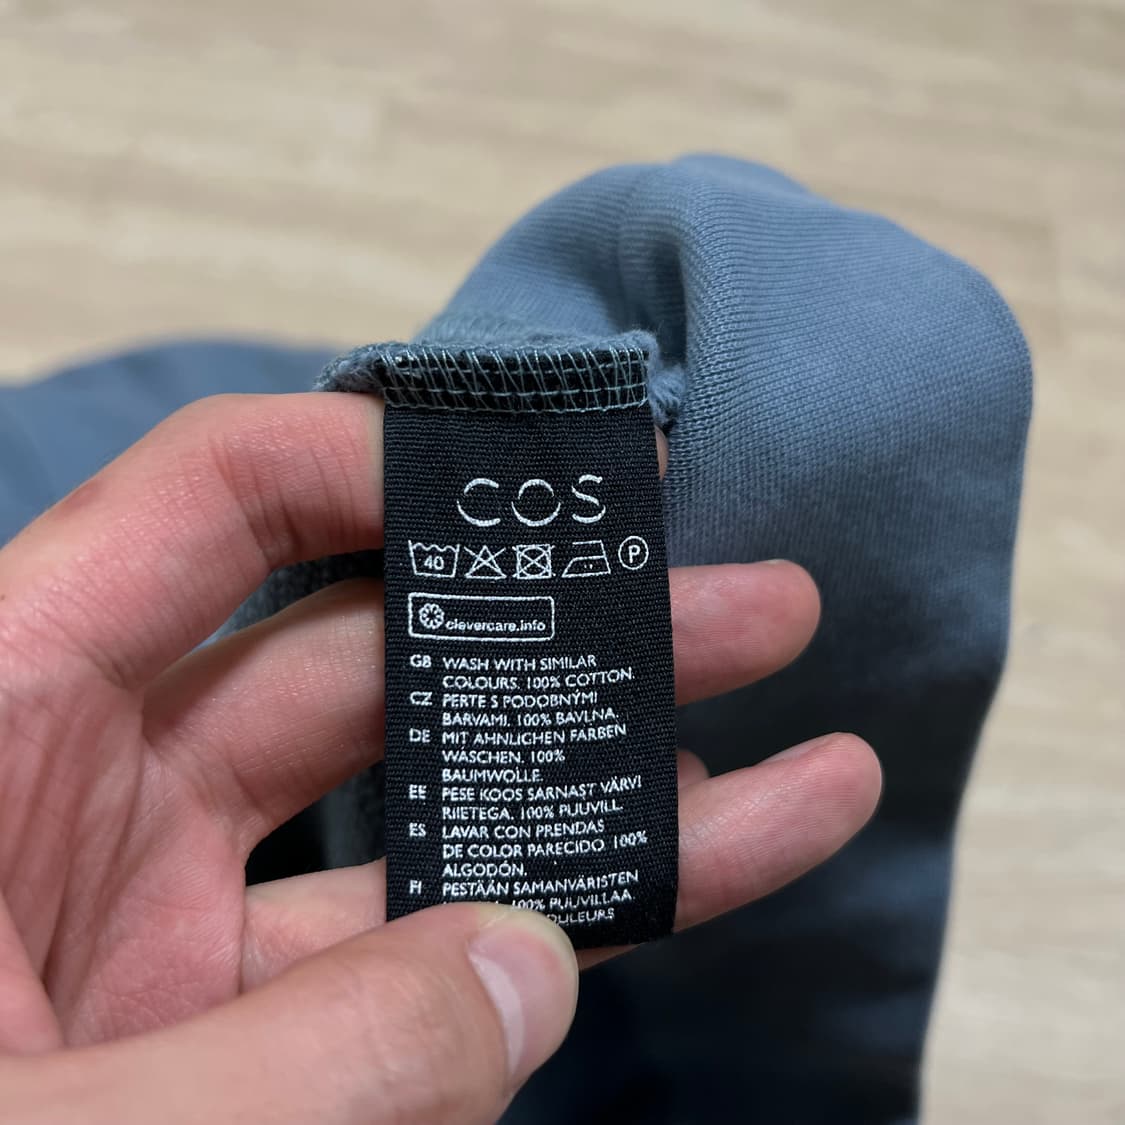 COS
40
P
clevercare.info
GB WASH WITH SIMILAR
COLOURS. 100% COTTON.
CZ PERTE S PODOBNÝMI
BARVAMI. 100% BAVLNA.
DE MIT ÄHNLICHEN FARBEN
WASCHEN. 100%
BAUMWOLLE.
EE PESE KOOS SARNAST VÄRVI
RIIETEGA. 100% PUUVILL.
ES LAVAR CON PRENDAS
DE COLOR PARECIDO 100%
ALGODÓN.
FI PESTÄÄN SAMANVÄRISTEN
100% PUUVILLAA